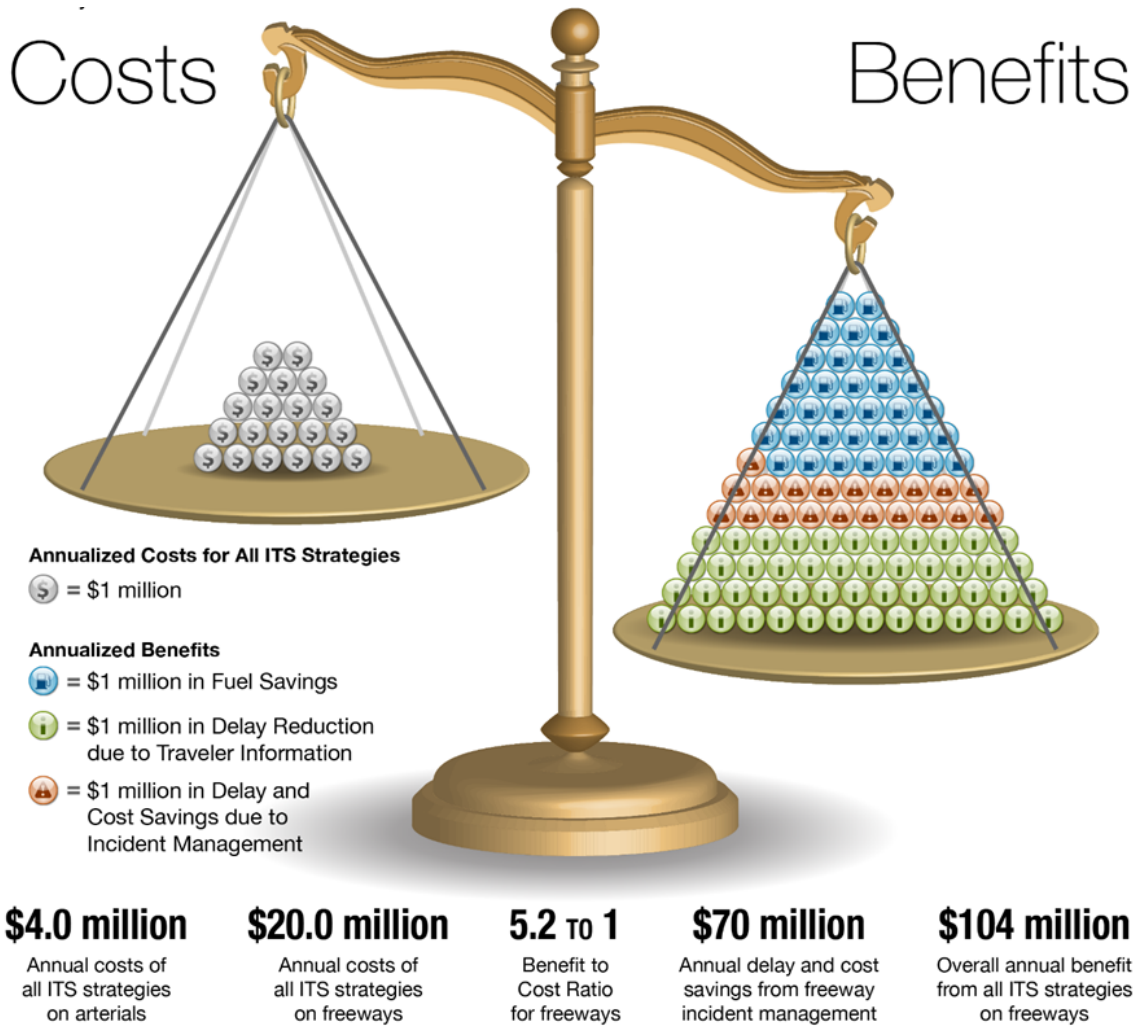 Costs
Benefits
Annualized Costs for All ITS Strategies
$ = $1 million
Annualized Benefits
= $1 million in Fuel Savings
i = $1 million in Delay Reduction
due to Traveler Information
= $1 million in Delay and
Cost Savings due to
Incident Management
$4.0 million
Annual costs of
all ITS strategies
on arterials
$20.0 million
Annual costs of
all ITS strategies
on freeways
5.2 TO 1
Benefit to
Cost Ratio
for freeways
$70 million
Annual delay and cost
savings from freeway
incident management
$104 million
Overall annual benefit
from all ITS strategies
on freeways